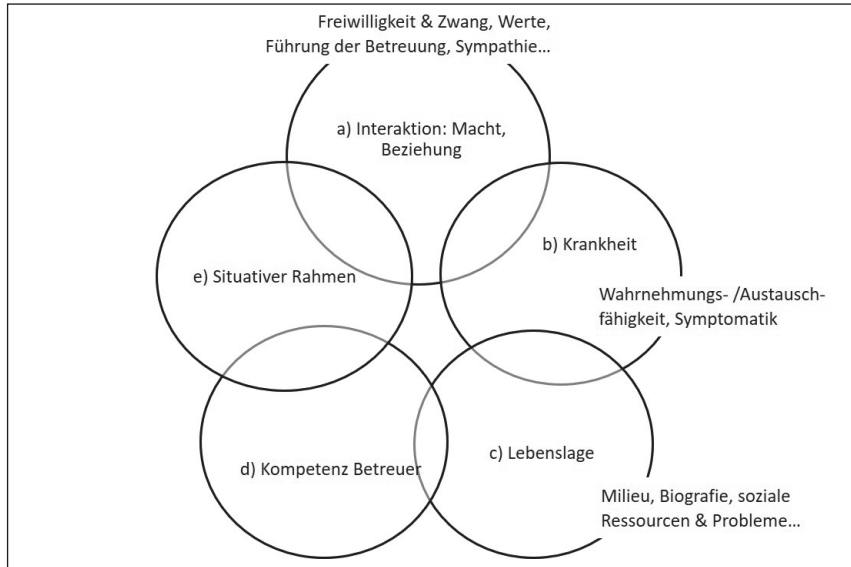 Freiwilligkeit & Zwang, Werte,
Führung der Betreuung, Sympathie...
a) Interaktion: Macht,
Beziehung
b) Krankheit
e) Situativer Rahmen
Wahrnehmungs- /Austausch-
fähigkeit, Symptomatik
c) Lebenslage
d) Kompetenz Betreuer
Milieu, Biografie, soziale
Ressourcen & Probleme...